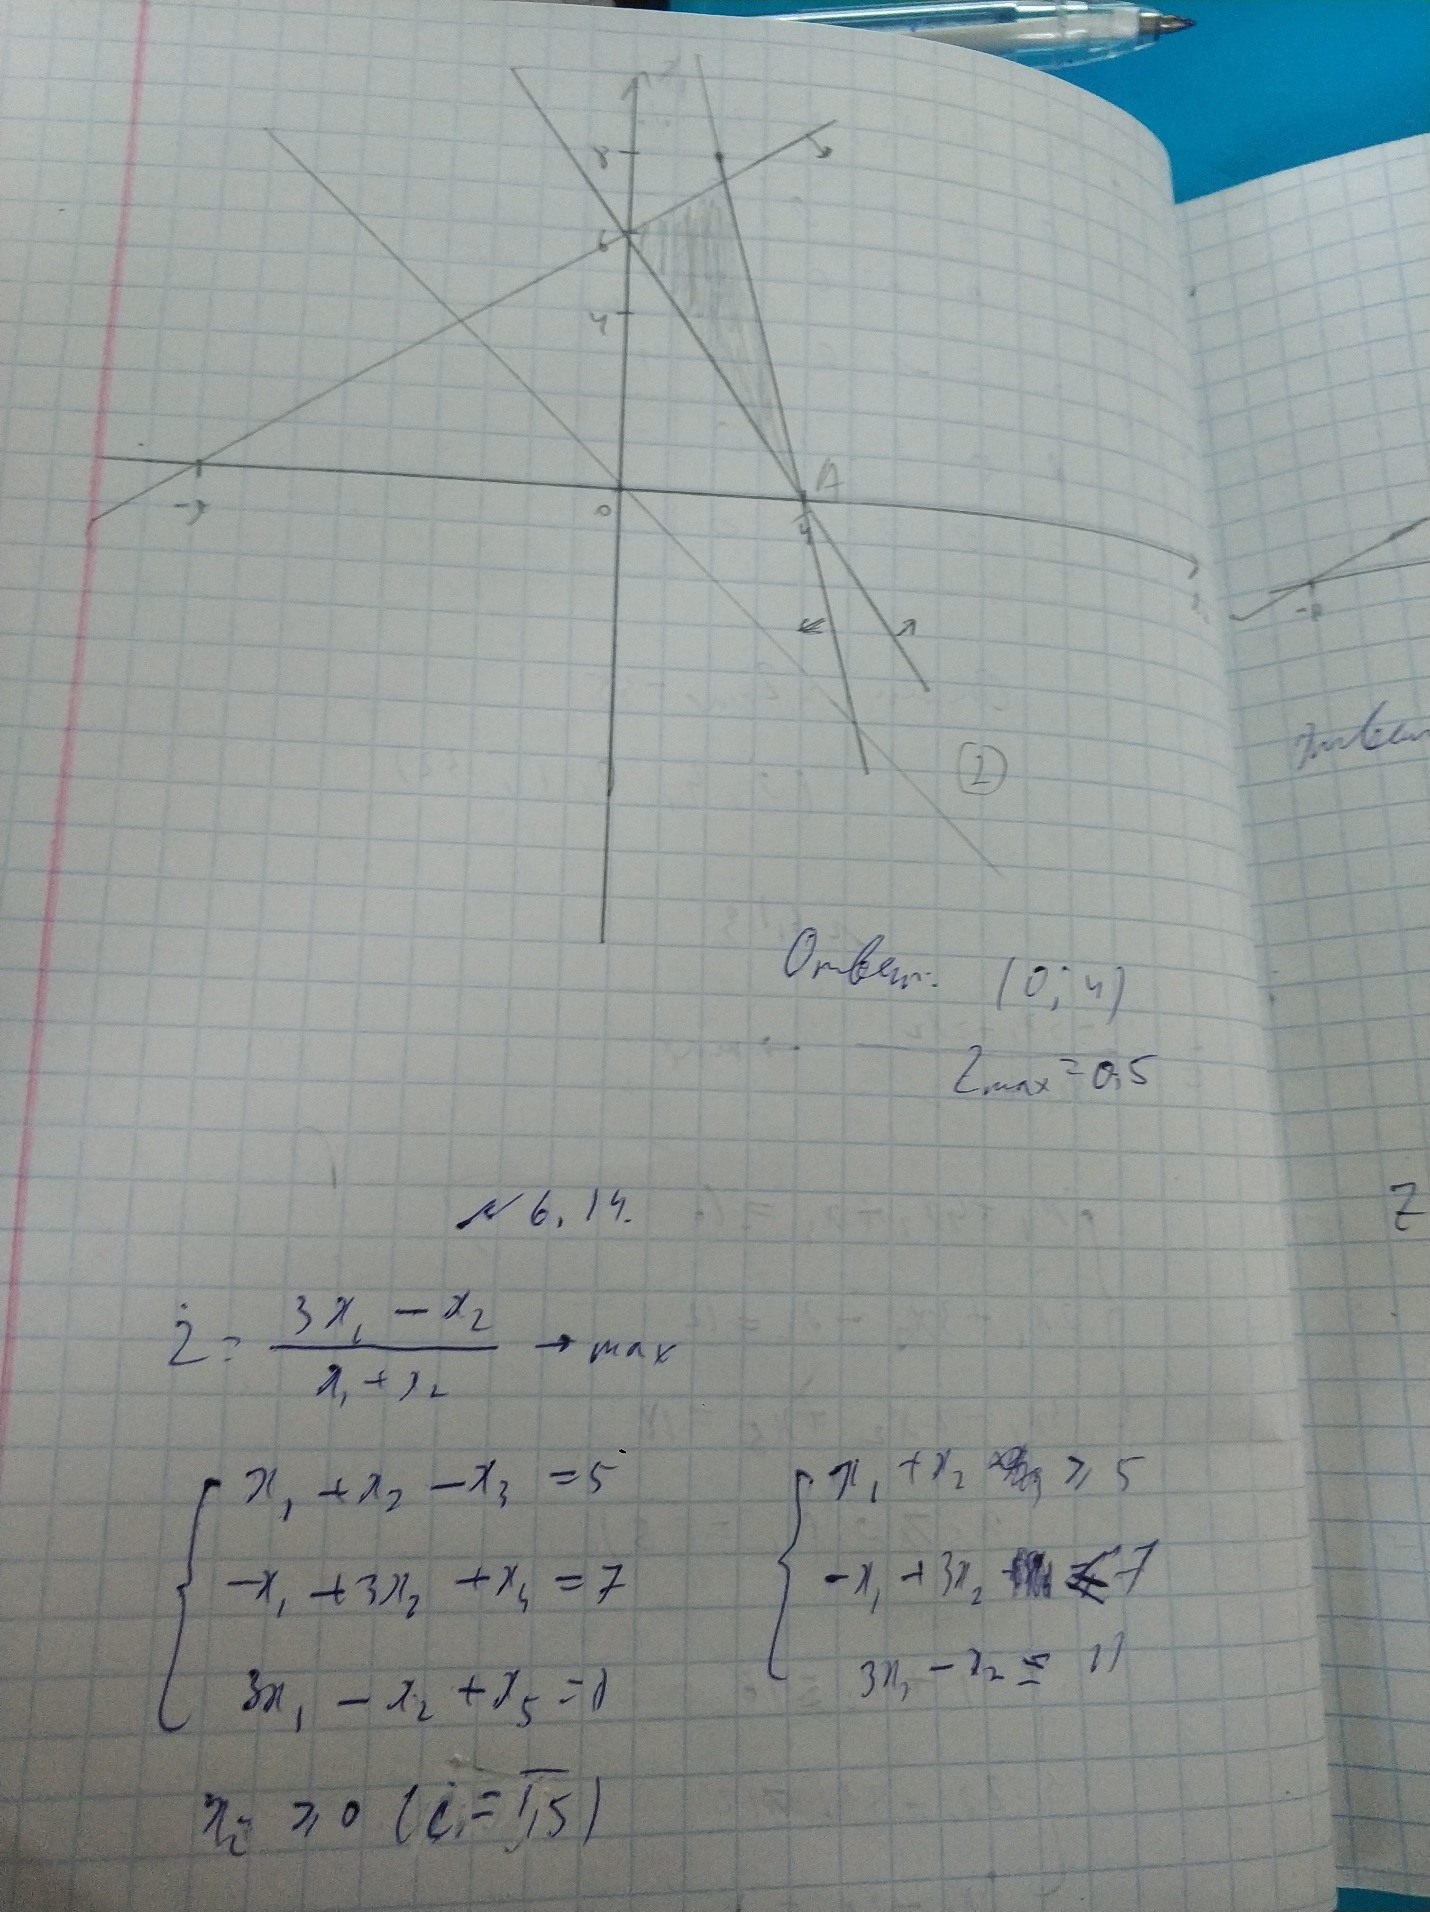 8
6
4
-7
0
A
4
2
Ответ: (0; 4)
Zmax = 0,5
№ 6.14.
Z = (3x₁ - x₂) / (x₁ + x₂) → max
x₁ + x₂ - x₃ = 5
-x₁ + 3x₂ + x₄ = 7
3x₁ - x₂ + x₅ = 11
xᵢ ≥ 0 (i = 1,5)
x₁ + x₂ ≥ 5
-x₁ + 3x₂ ≤ 7
3x₁ - x₂ ≤ 11
Z